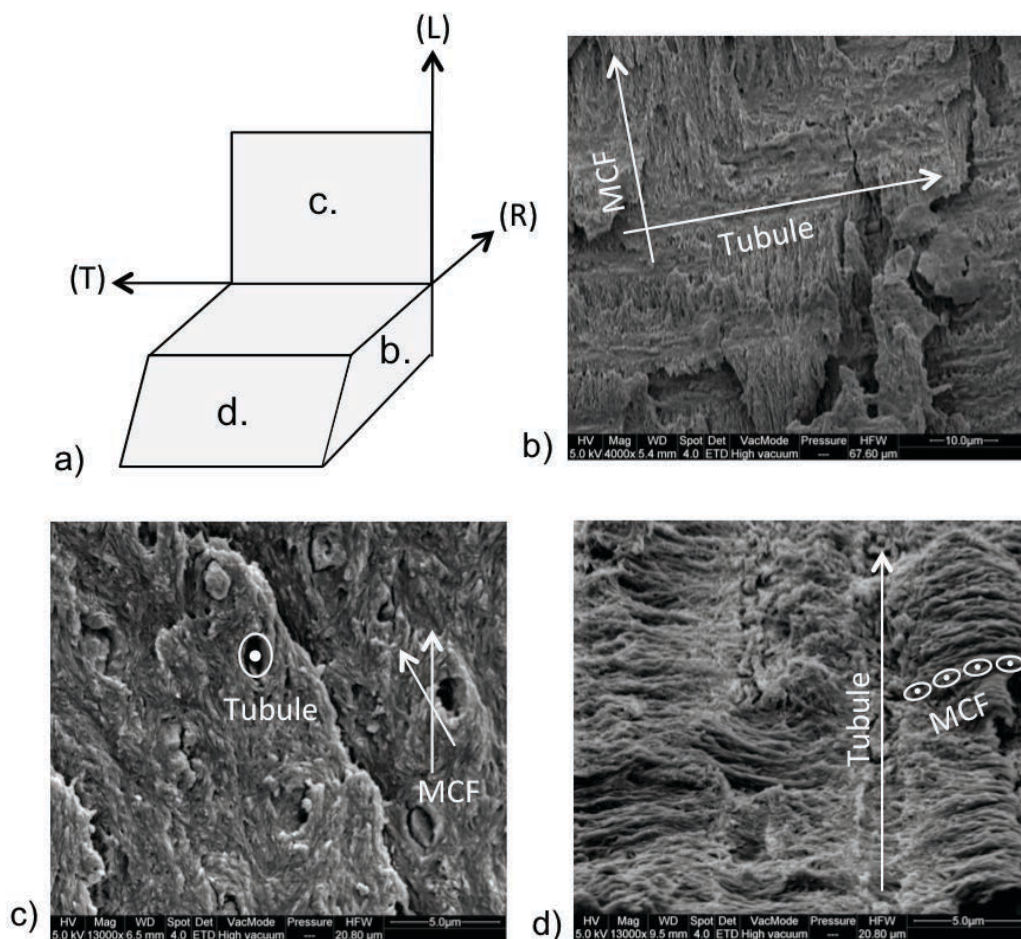 (L)
(R)
(T)
c.
b.
d.
a)
MCF
Tubule
b)
HV Mag WD Spot Det VacMode Pressure HFW 10.0µm
5.0 kV 4000x 5.4 mm 4.0 ETD High vacuum --- 67.60 µm
Tubule
MCF
c)
HV Mag WD Spot Det VacMode Pressure HFW 5.0µm
5.0 kV 13000x 6.5 mm 4.0 ETD High vacuum --- 20.80 µm
Tubule
MCF
d)
HV Mag WD Spot Det VacMode Pressure HFW 5.0µm
5.0 kV 13000x 9.5 mm 4.0 ETD High vacuum --- 20.80 µm